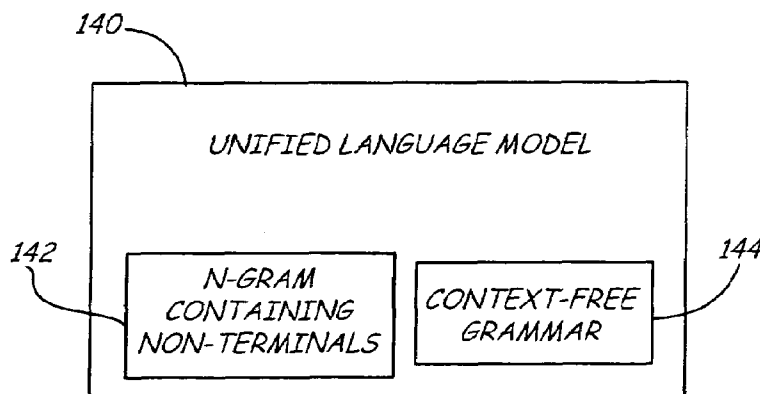 140
UNIFIED LANGUAGE MODEL
142
N-GRAM
CONTAINING
NON-TERMINALS
CONTEXT-FREE
GRAMMAR
144